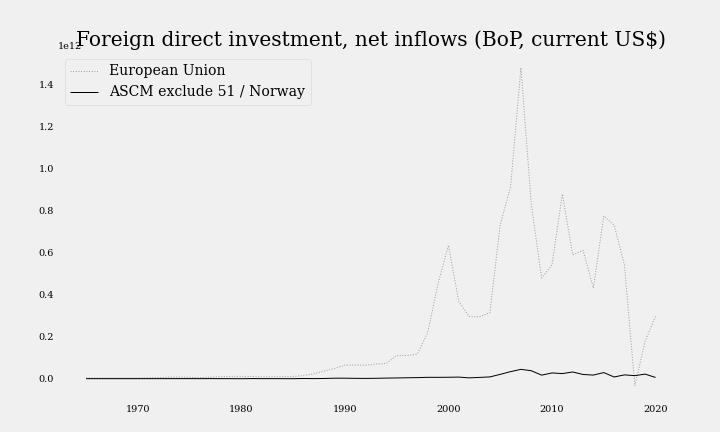 Foreign direct investment, net inflows (BoP, current US$)
1e12
European Union
ASCM exclude 51 / Norway
1.4
1.2
1.0
0.8
0.6
0.4
0.2
0.0
1970 1980 1990 2000 2010 2020